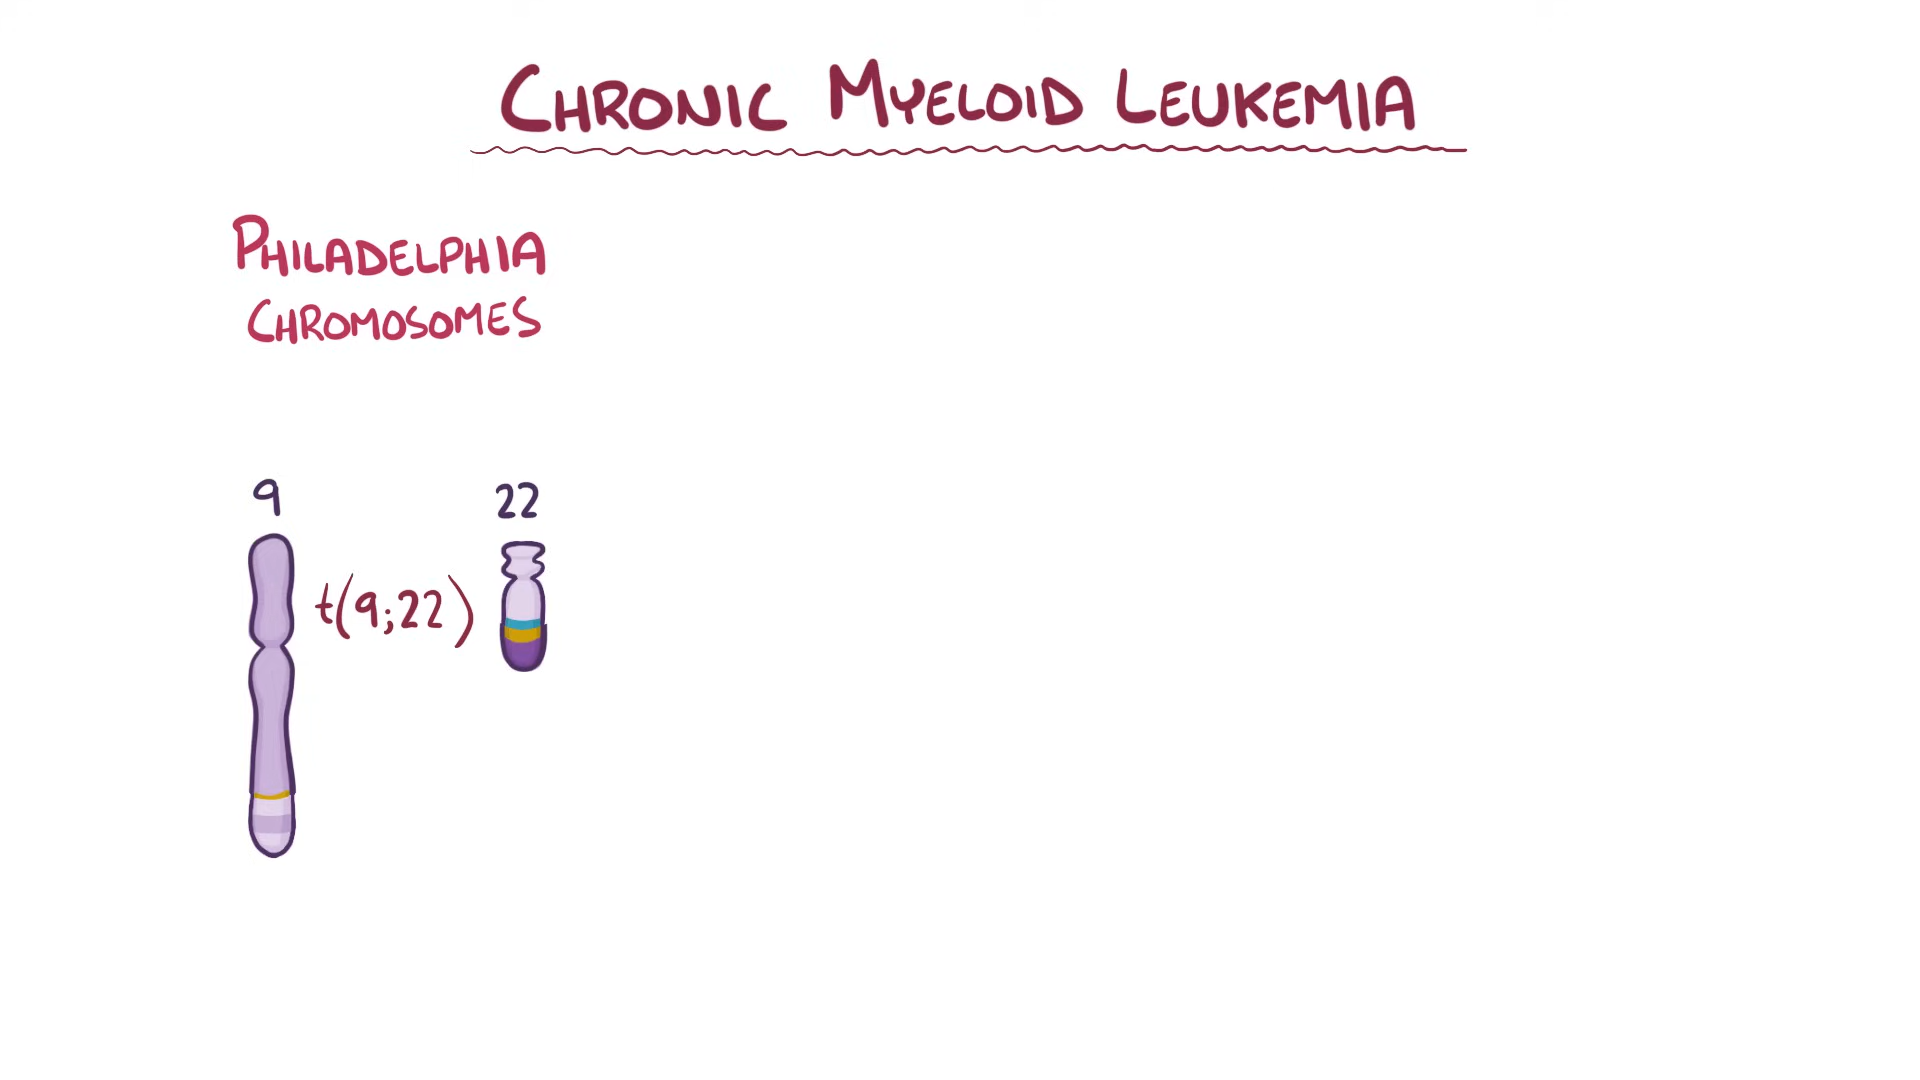 CHRONIC MYELOID LEUKEMIA
PHILADELPHIA
CHROMOSOMES
9
22
t(9;22)